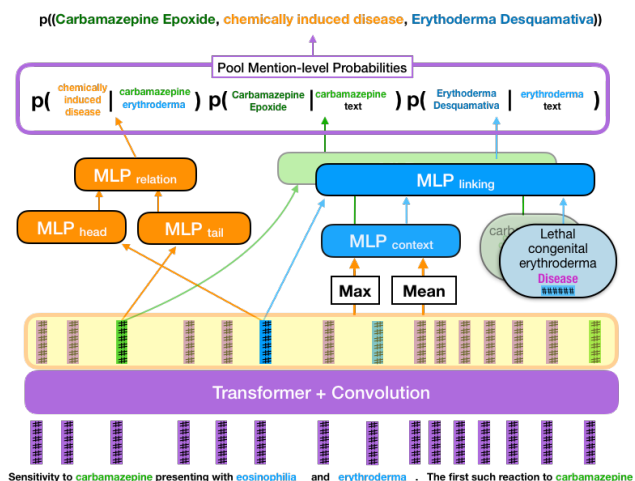 p((Carbamazepine Epoxide, chemically induced disease, Erythoderma Desquamativa))
Pool Mention-level Probabilities
p( chemically induced disease | carbamazepine erythroderma ) p( Carbamazepine Epoxide | carbamazepine text ) p( Erythoderma Desquamativa | erythroderma text )
MLP relation
MLP linking
MLP head
MLP tail
MLP context
Lethal
congenital
erythroderma
Disease
######
Max
Mean
Transformer + Convolution
Sensitivity to carbamazepine presenting with eosinophilia and erythroderma . The first such reaction to carbamazepine